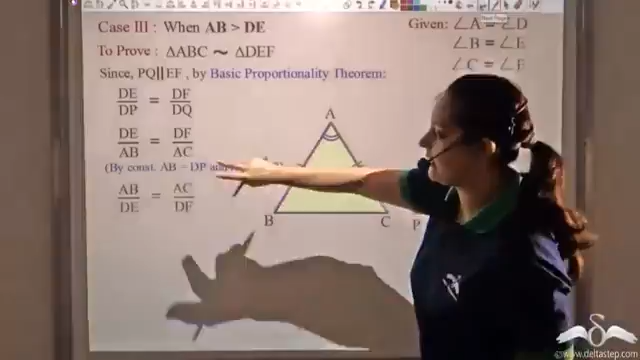 Case III : When AB > DE
Given: ∠A = ∠D
To Prove : ΔABC ∼ ΔDEF
∠B = ∠E
∠C = ∠F
Since, PQ||EF , by Basic Proportionality Theorem:
DE/DP = DF/DQ
DE/AB = DF/AC
(By const. AB = DP and
AB/DE = AC/DF
A
B
C
P
©www.deltastep.com